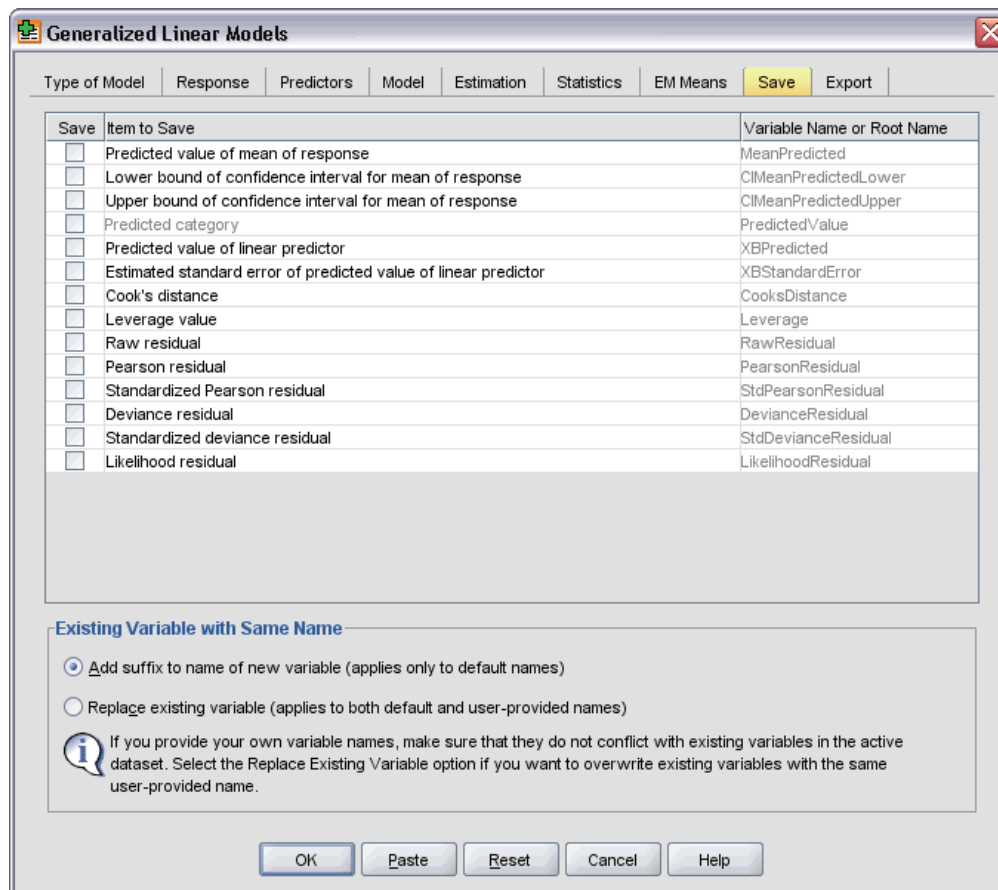 Generalized Linear Models
Type of Model Response Predictors Model Estimation Statistics EM Means Save Export
Save Item to Save Variable Name or Root Name
Predicted value of mean of response MeanPredicted
Lower bound of confidence interval for mean of response CIMeanPredictedLower
Upper bound of confidence interval for mean of response CIMeanPredictedUpper
Predicted category PredictedValue
Predicted value of linear predictor XBPredicted
Estimated standard error of predicted value of linear predictor XBStandardError
Cook's distance CooksDistance
Leverage value Leverage
Raw residual RawResidual
Pearson residual PearsonResidual
Standardized Pearson residual StdPearsonResidual
Deviance residual DevianceResidual
Standardized deviance residual StdDevianceResidual
Likelihood residual LikelihoodResidual
Existing Variable with Same Name
Add suffix to name of new variable (applies only to default names)
Replace existing variable (applies to both default and user-provided names)
If you provide your own variable names, make sure that they do not conflict with existing variables in the active
dataset. Select the Replace Existing Variable option if you want to overwrite existing variables with the same
user-provided name.
OK Paste Reset Cancel Help